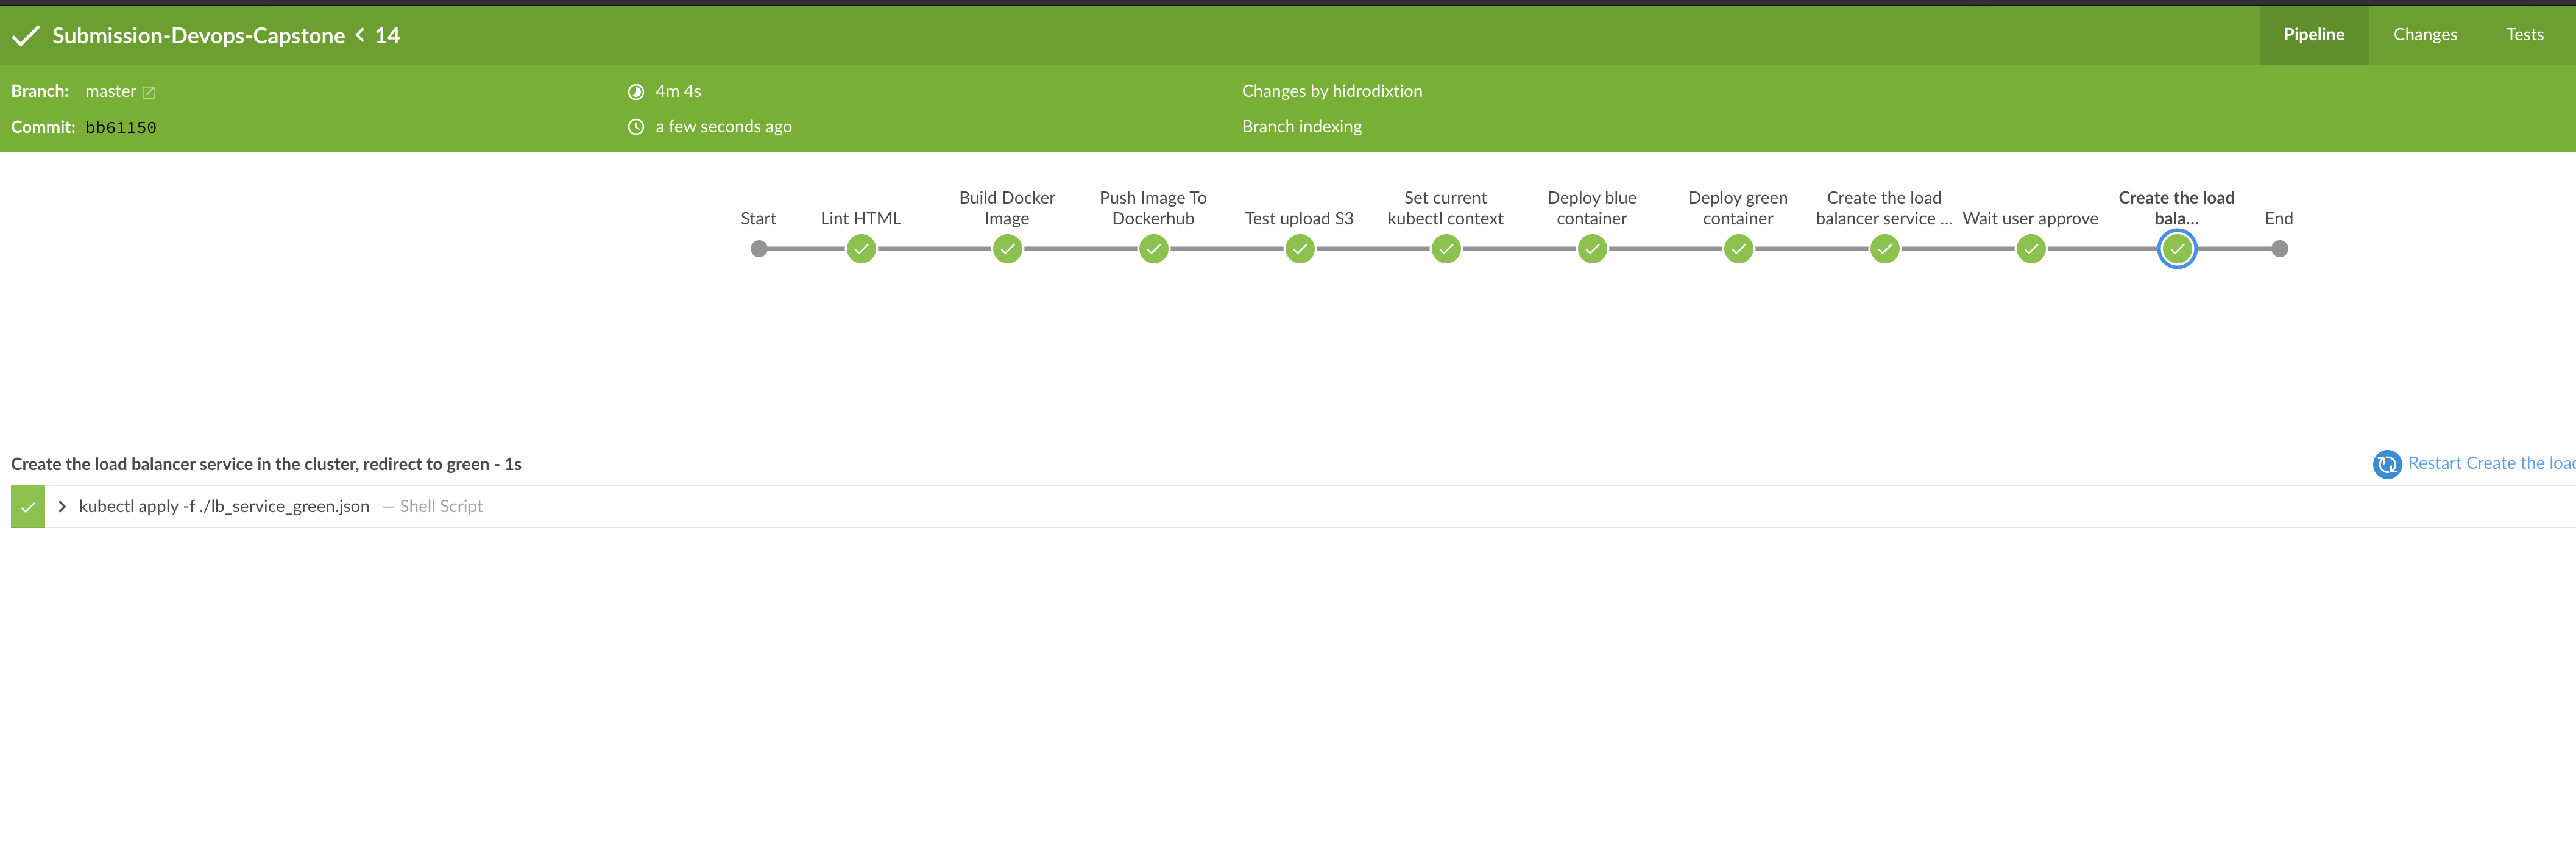 Submission-Devops-Capstone < 14
Pipeline
Changes
Tests
Branch: master
4m 4s
Changes by hidrodixtion
Commit: bb61150
a few seconds ago
Branch indexing
Start
Lint HTML
Build Docker
Image
Push Image To
Dockerhub
Test upload S3
Set current
kubectl context
Deploy blue
container
Deploy green
container
Create the load
balancer service ...
Wait user approve
Create the load
bala...
End
Create the load balancer service in the cluster, redirect to green - 1s
Restart Create the loa
kubectl apply -f ./lb_service_green.json — Shell Script